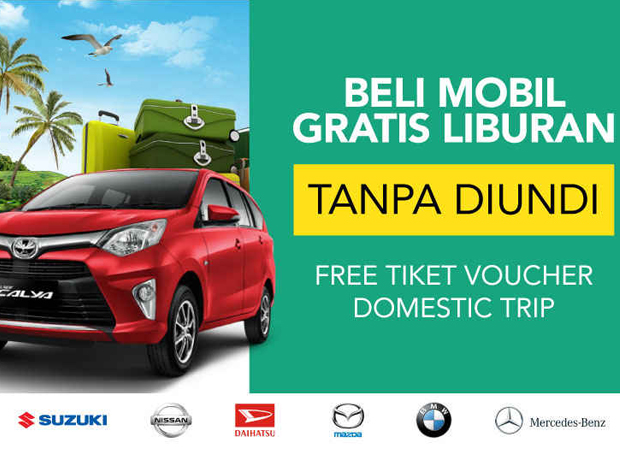 BELI MOBIL
GRATIS LIBURAN
TANPA DIUNDI
FREE TIKET VOUCHER
DOMESTIC TRIP
CALYA
SUZUKI
NISSAN
DAIHATSU
mazda
BMW
Mercedes-Benz